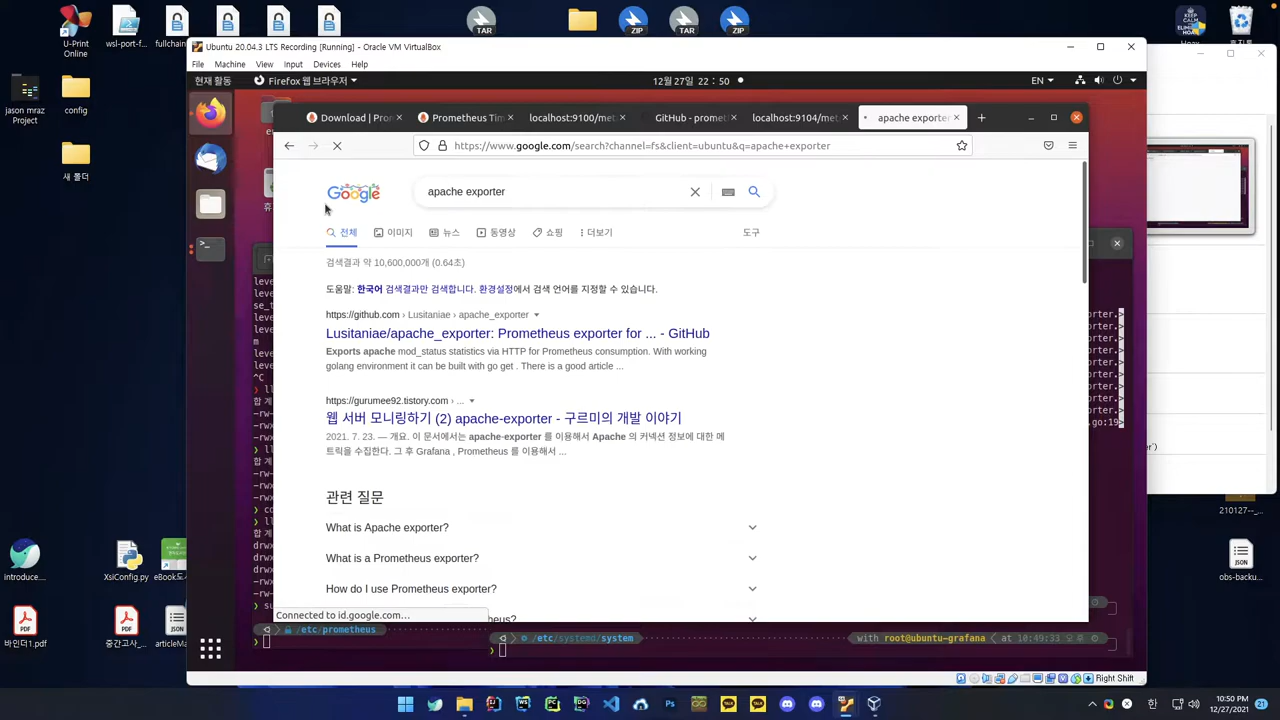 TAR
ZIP
TAR
ZIP
U-Print
Online
wsl-port-f...
fullchain
jason mraz
Project
config
새 폴더
introduce...
XsiConfig.py
바인더1.pdf
210127--_...
JSON
obs-backu...
JSON
Ubuntu 20.04.3 LTS Recording [Running] - Oracle VM VirtualBox
File Machine View Input Devices Help
현재 활동
Firefox 웹 브라우저
12월 27일 22 : 50
EN
Download | Prom
Prometheus Tim
localhost:9100/met
GitHub - promet
localhost:9104/met
apache exporter
https://www.google.com/search?channel=fs&client=ubuntu&q=apache+exporter
Google
apache exporter
전체
이미지
뉴스
동영상
쇼핑
더보기
도구
검색결과 약 10,600,000개 (0.64초)
도움말: 한국어 검색결과만 검색합니다. 환경설정에서 검색 언어를 지정할 수 있습니다.
https://github.com › Lusitaniae › apache_exporter
Lusitaniae/apache_exporter: Prometheus exporter for ... - GitHub
Exports apache mod_status statistics via HTTP for Prometheus consumption. With working
golang environment it can be built with go get . There is a good article ...
https://gurumee92.tistory.com › ...
웹 서버 모니터링하기 (2) apache-exporter - 구르미의 개발 이야기
2021. 7. 23. — 개요. 이 문서에서는 apache-exporter 를 이용해서 Apache 의 커넥션 정보에 대한 메
트릭을 수집한다. 그 후 Grafana , Prometheus 를 이용해서 ...
관련 질문
What is Apache exporter?
What is a Prometheus exporter?
How do I use Prometheus exporter?
Connected to id.google.com…
/etc/prometheus
/etc/systemd/system
with root@ubuntu-grafana
at 10:49:33 오후
Right Shift
10:50 PM